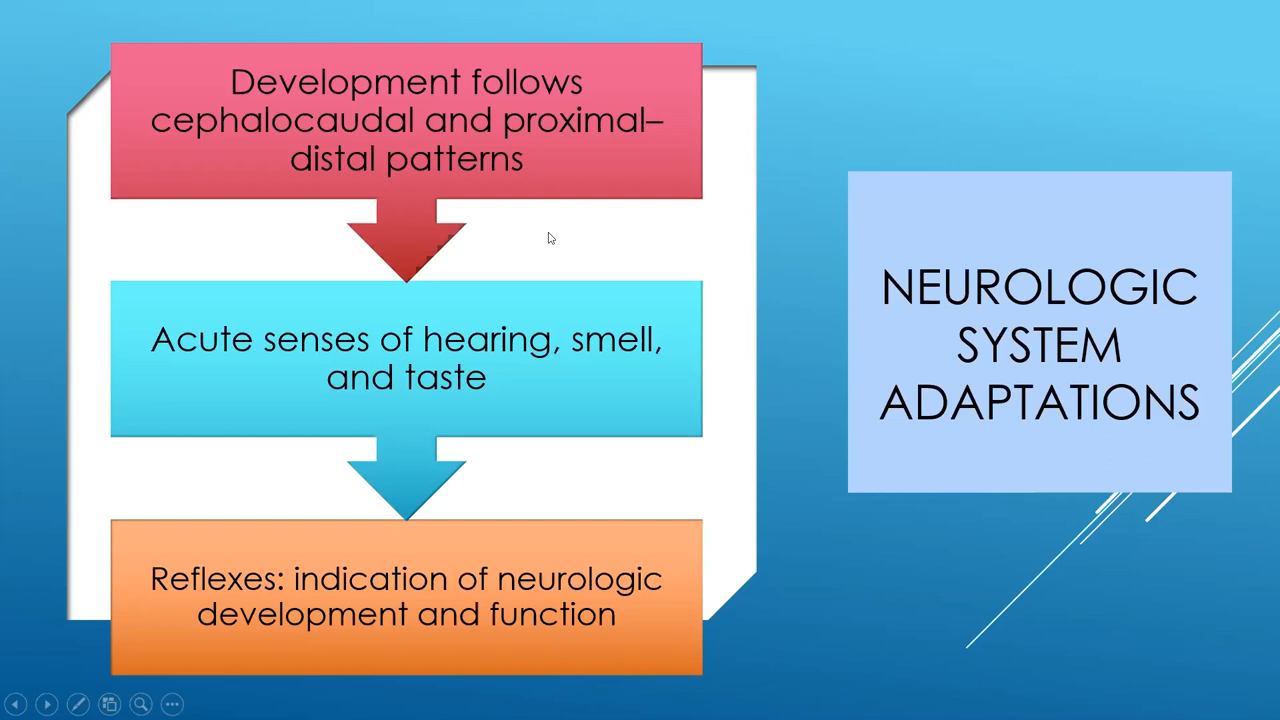 Development follows
cephalocaudal and proximal–
distal patterns
Acute senses of hearing, smell,
and taste
Reflexes: indication of neurologic
development and function
NEUROLOGIC
SYSTEM
ADAPTATIONS